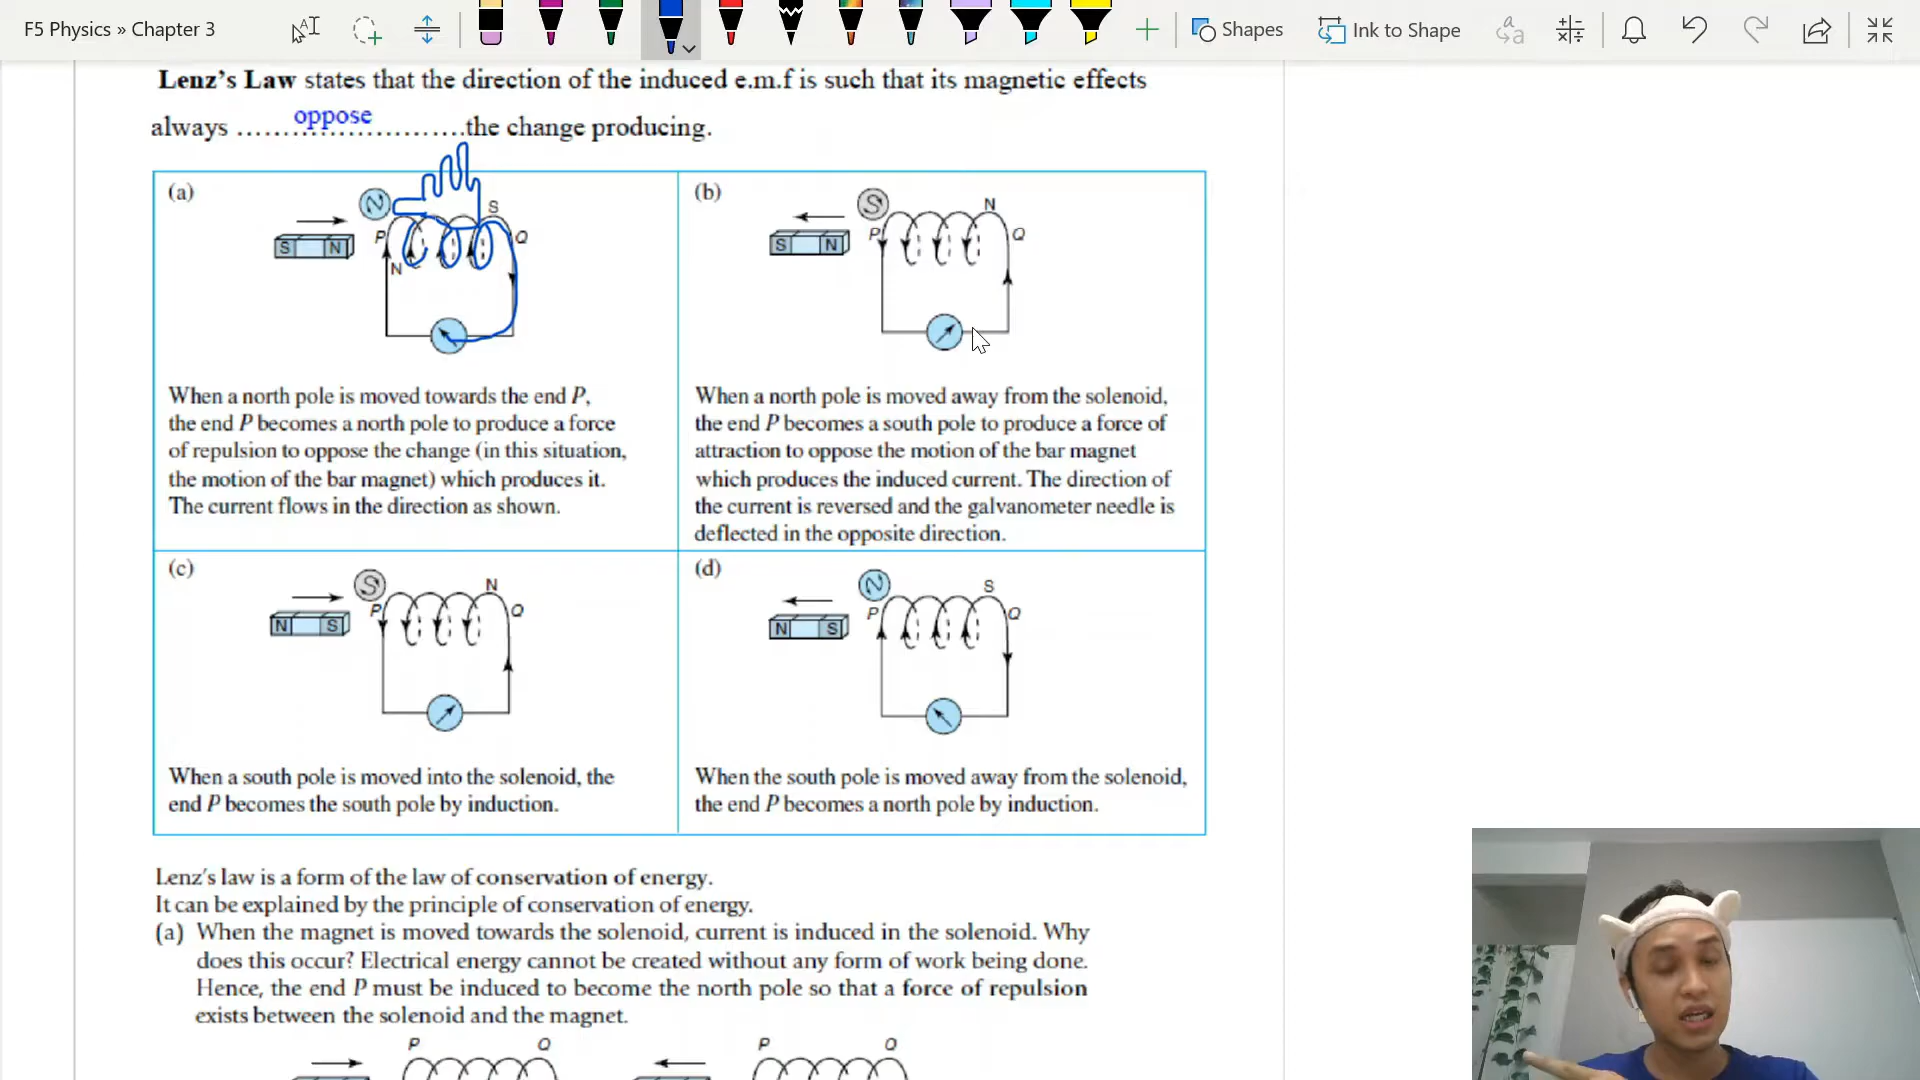 F5 Physics » Chapter 3
Shapes
Ink to Shape
Lenz's Law states that the direction of the induced e.m.f is such that its magnetic effects
always ...........................the change producing.
oppose
(a)
N
S
P
Q
S N
N
When a north pole is moved towards the end P,
the end P becomes a north pole to produce a force
of repulsion to oppose the change (in this situation,
the motion of the bar magnet) which produces it.
The current flows in the direction as shown.
(b)
S
N
P
Q
S N
When a north pole is moved away from the solenoid,
the end P becomes a south pole to produce a force of
attraction to oppose the motion of the bar magnet
which produces the induced current. The direction of
the current is reversed and the galvanometer needle is
deflected in the opposite direction.
(c)
S
N
P
Q
N S
When a south pole is moved into the solenoid, the
end P becomes the south pole by induction.
(d)
N
S
P
Q
N S
When the south pole is moved away from the solenoid,
the end P becomes a north pole by induction.
Lenz's law is a form of the law of conservation of energy.
It can be explained by the principle of conservation of energy.
(a) When the magnet is moved towards the solenoid, current is induced in the solenoid. Why
does this occur? Electrical energy cannot be created without any form of work being done.
Hence, the end P must be induced to become the north pole so that a force of repulsion
exists between the solenoid and the magnet.
P Q P Q